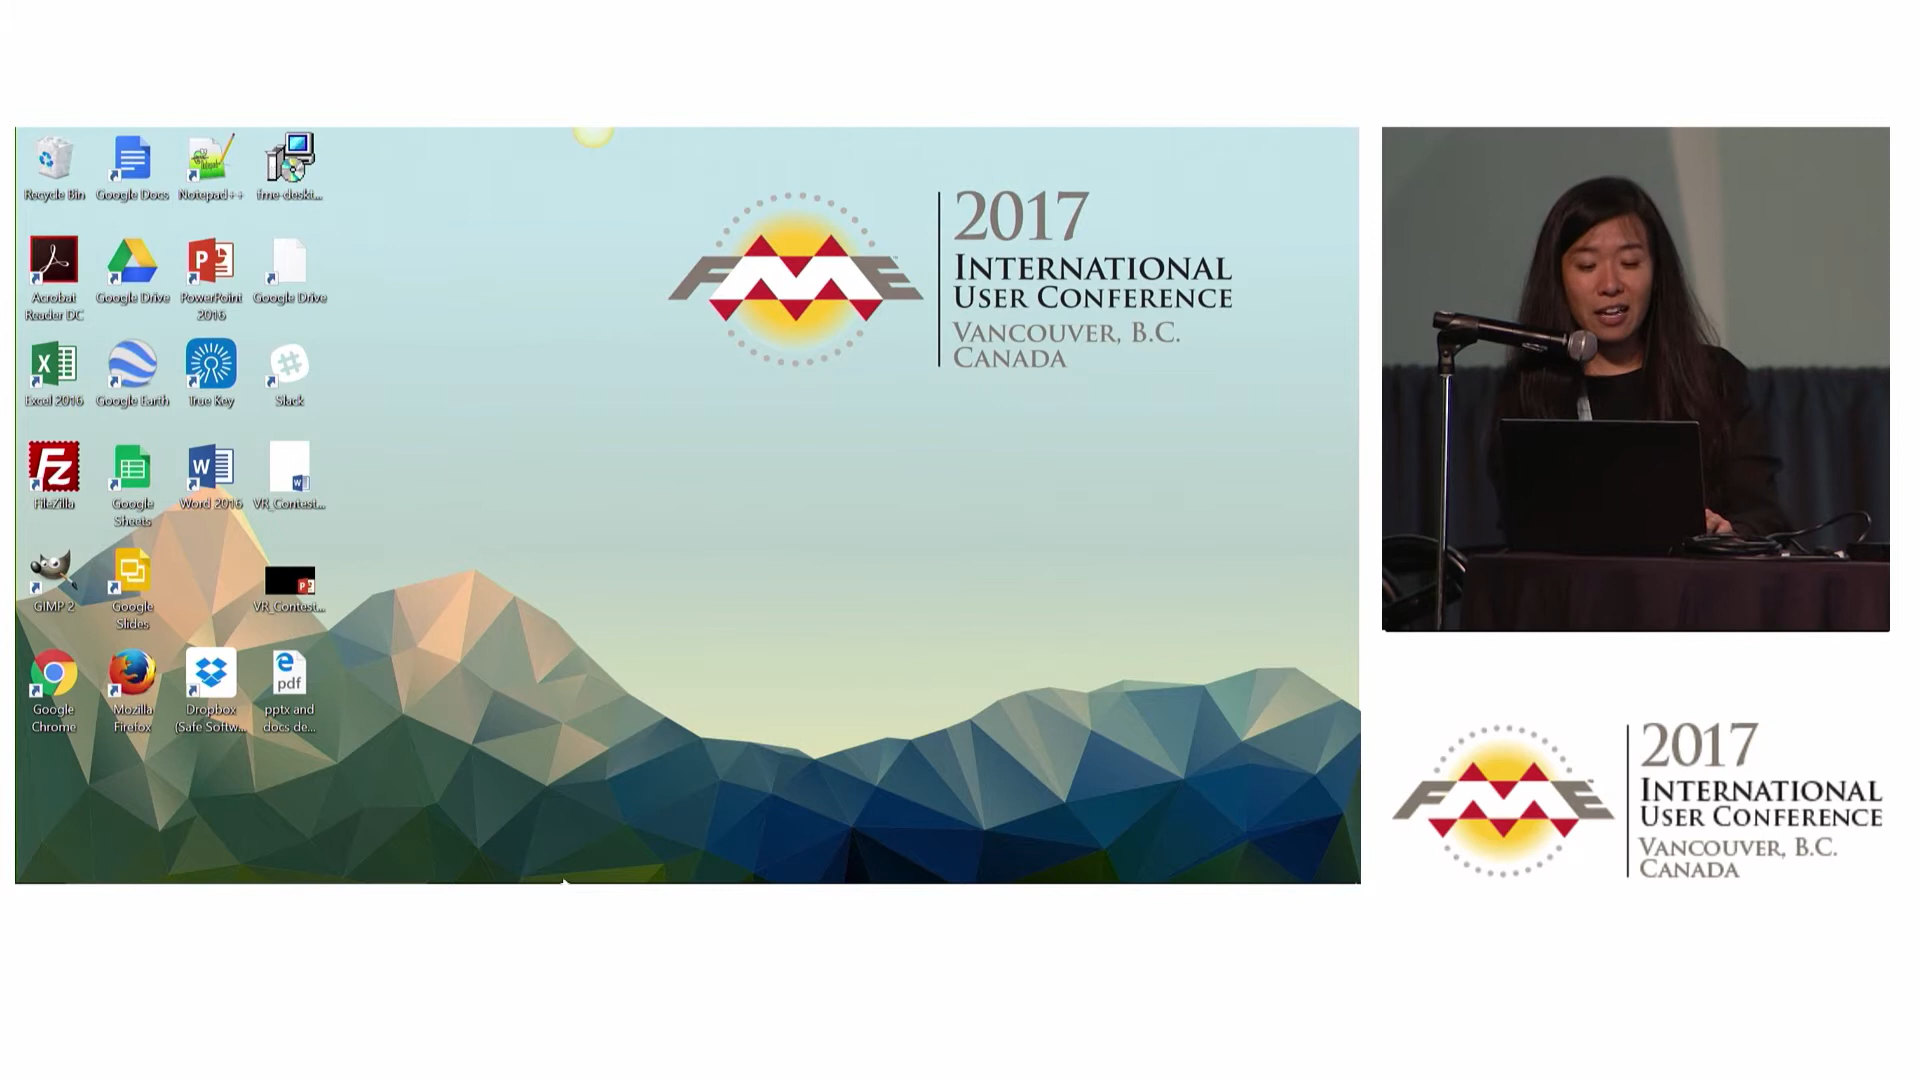 Recycle Bin
Google Docs
Notepad++
fme-deskt...
Acrobat
Reader DC
Google Drive
PowerPoint
2016
Google Drive
Excel 2016
Google Earth
True Key
Slack
FileZilla
Google
Sheets
Word 2016
VR_Contest...
GIMP 2
Google
Slides
VR_Contest...
Google
Chrome
Mozilla
Firefox
Dropbox
(Safe Softw...
pdf
pptx and
docs de...
FME
2017
INTERNATIONAL
USER CONFERENCE
VANCOUVER, B.C.
CANADA
FME
2017
INTERNATIONAL
USER CONFERENCE
VANCOUVER, B.C.
CANADA